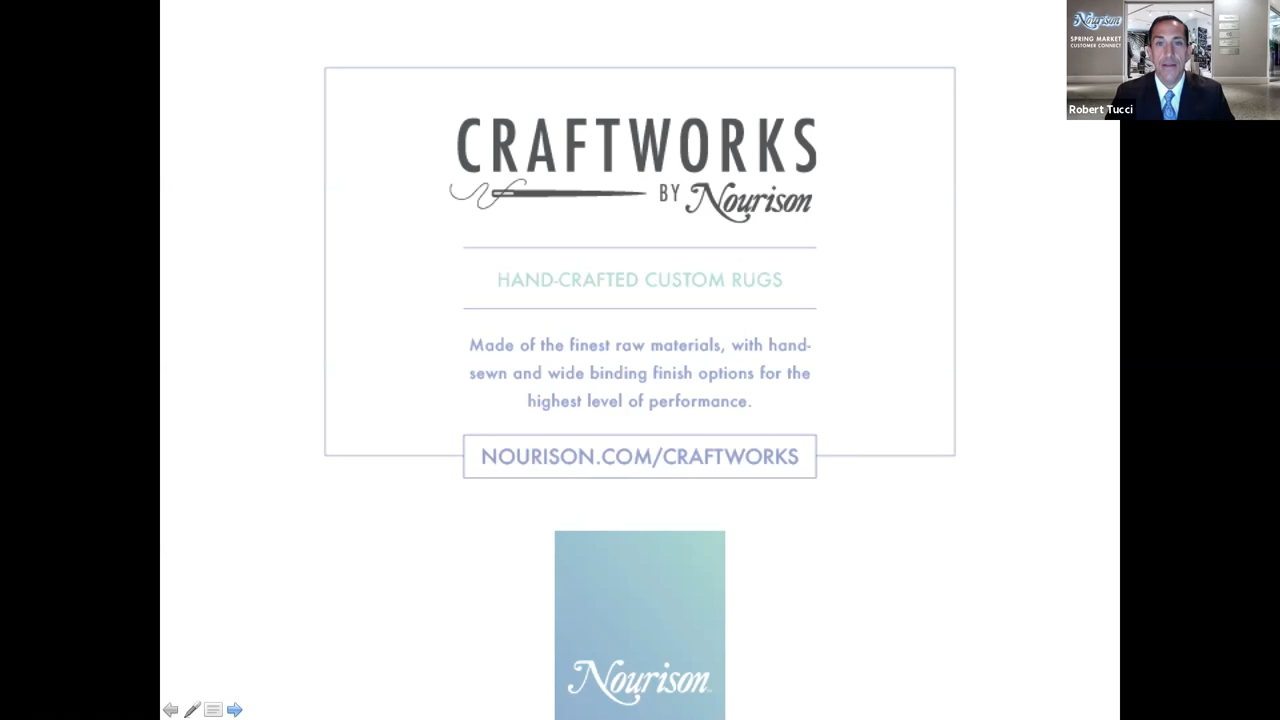 Nourison
SPRING MARKET
CUSTOMER CONNECT
Robert Tucci
CRAFTWORKS
BY Nourison
HAND-CRAFTED CUSTOM RUGS
Made of the finest raw materials, with hand-
sewn and wide binding finish options for the
highest level of performance.
NOURISON.COM/CRAFTWORKS
Nourison